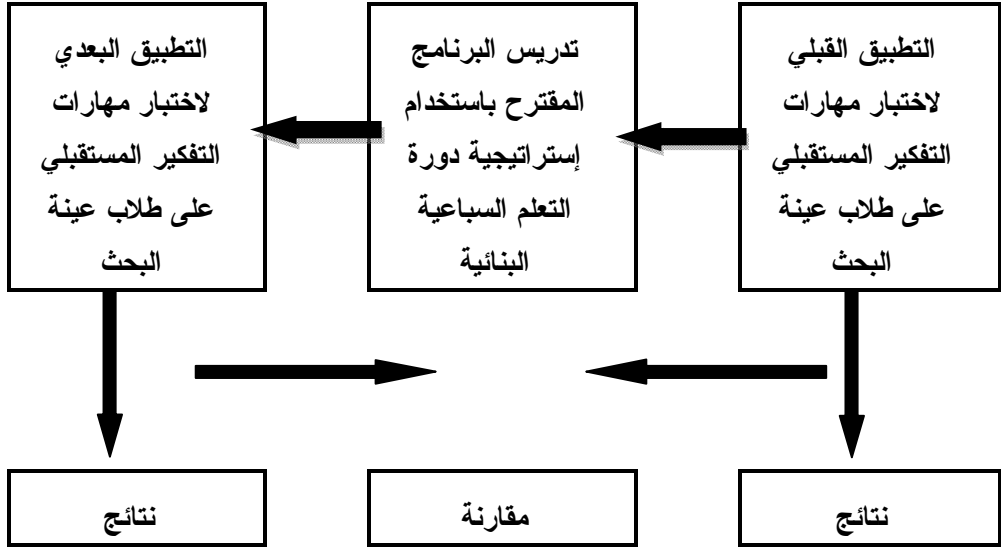 التطبيق القبلي
لاختبار مهارات
التفكير المستقبلي
على طلاب عينة
البحث
تدريس البرنامج
المقترح باستخدام
إستراتيجية دورة
التعلم السباعية
البنائية
التطبيق البعدي
لاختبار مهارات
التفكير المستقبلي
على طلاب عينة
البحث
نتائج
مقارنة
نتائج